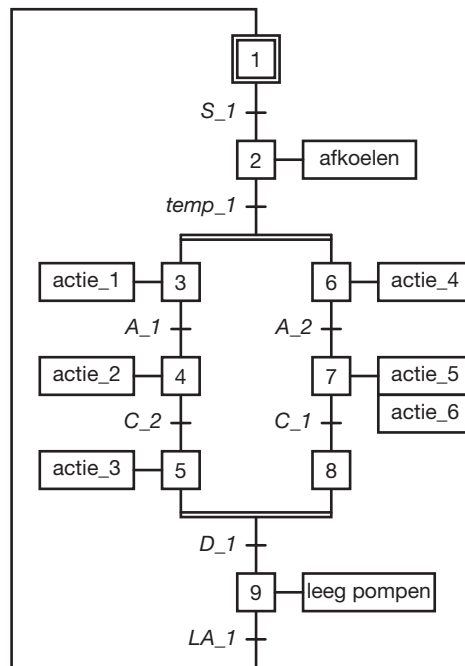 1
S_1
2 afkoelen
temp_1
actie_1 3 6 actie_4
A_1 A_2
actie_2 4 7 actie_5
actie_6
C_2 C_1
actie_3 5 8
D_1
9 leeg pompen
LA_1